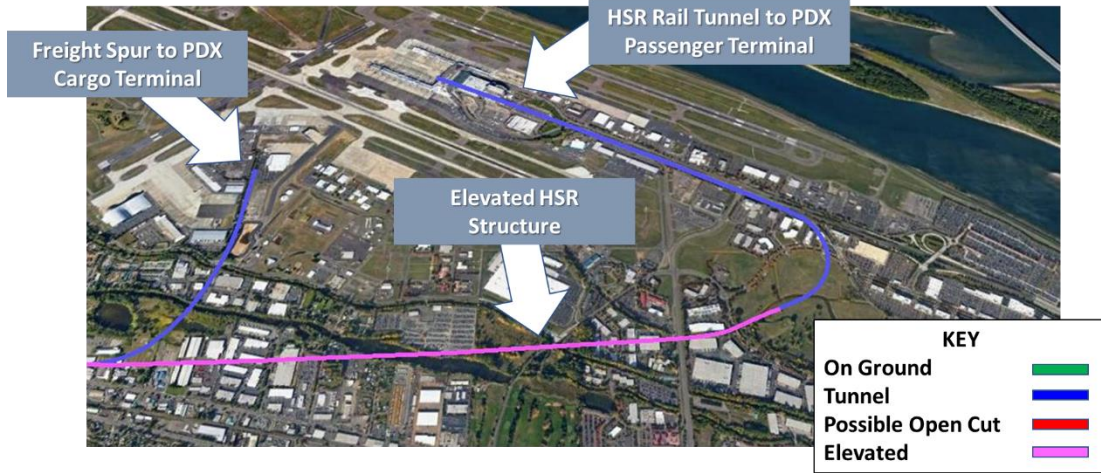 Freight Spur to PDX
Cargo Terminal
HSR Rail Tunnel to PDX
Passenger Terminal
Elevated HSR
Structure
KEY
On Ground
Tunnel
Possible Open Cut
Elevated